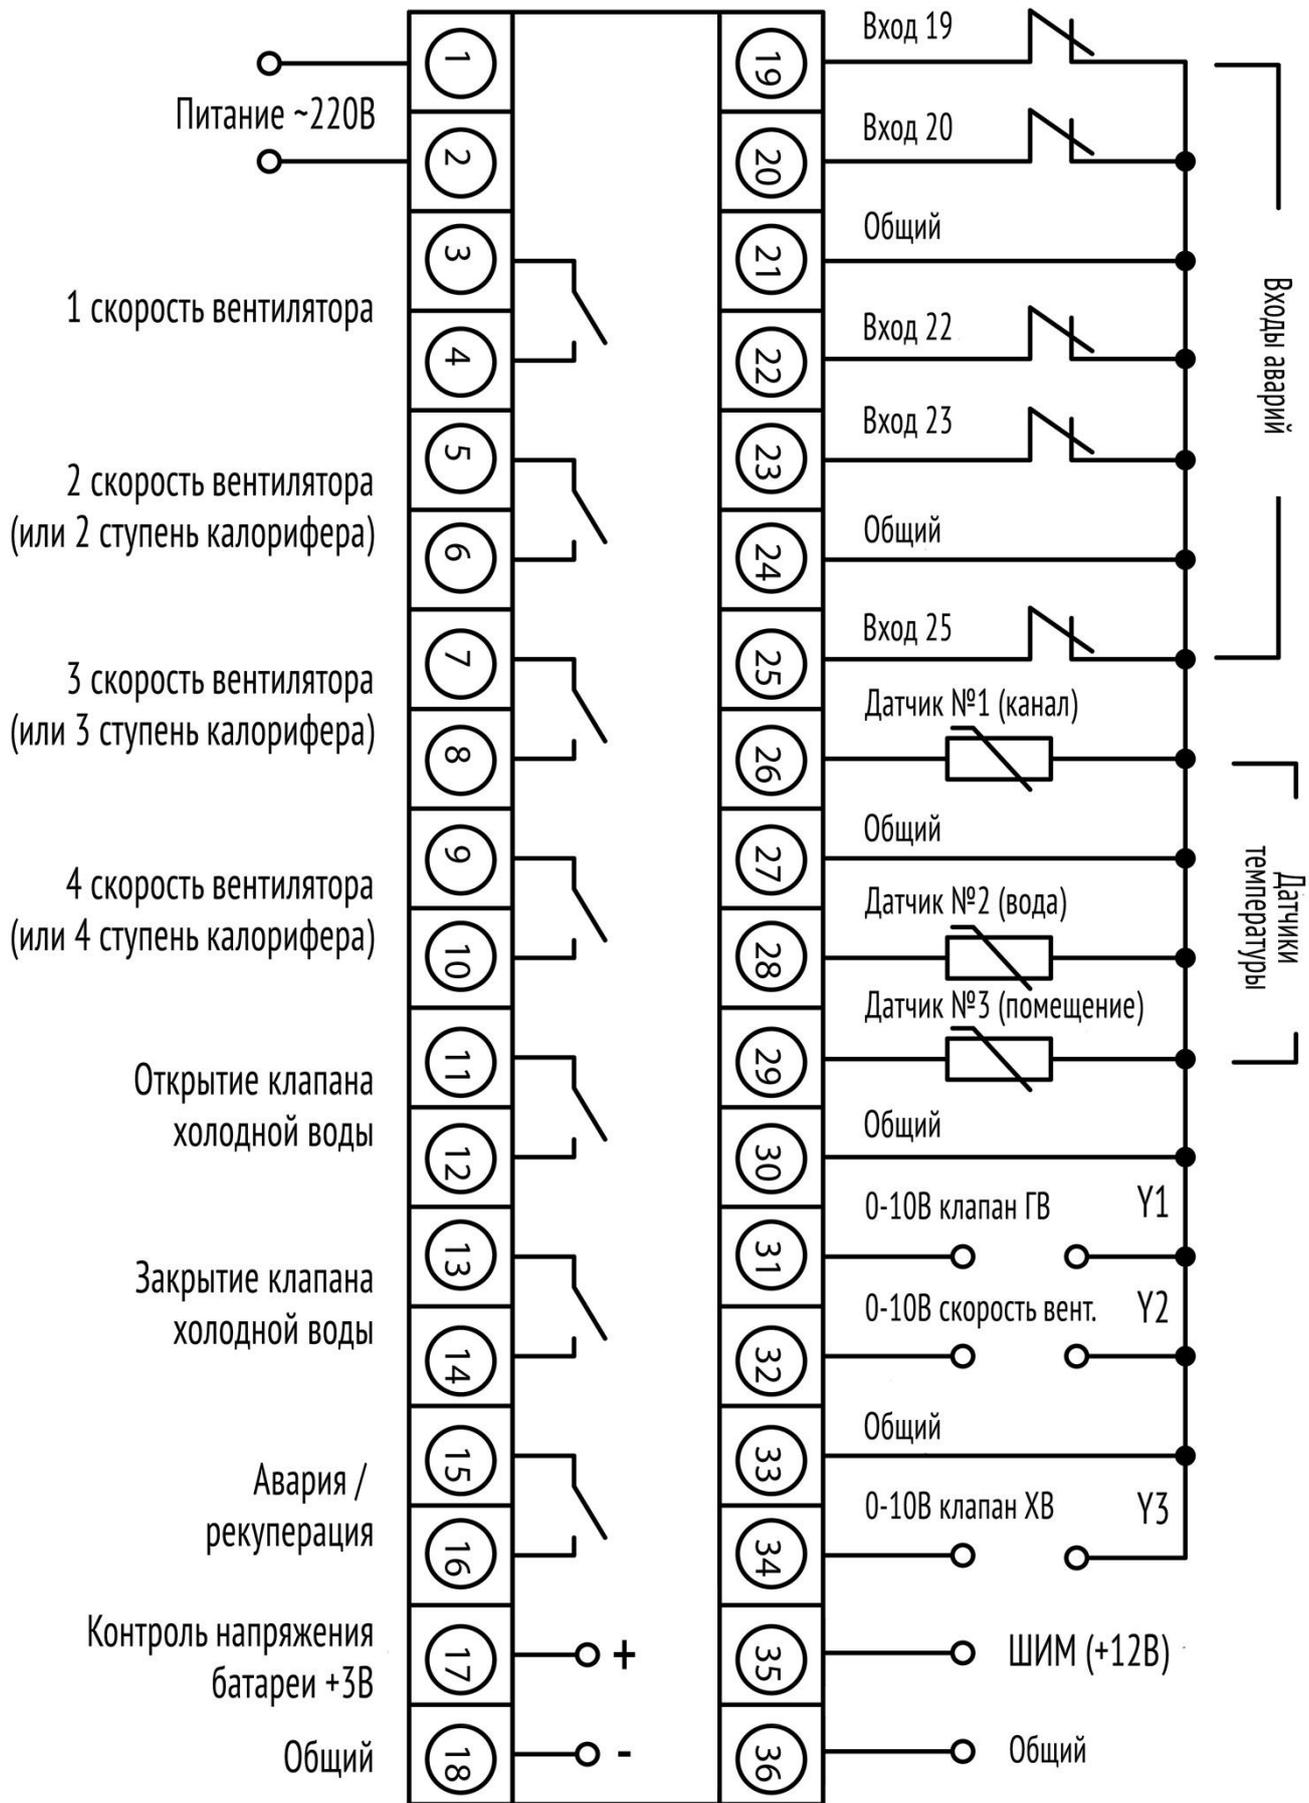 Питание ~220В
1 скорость вентилятора
2 скорость вентилятора
(или 2 ступень калорифера)
3 скорость вентилятора
(или 3 ступень калорифера)
4 скорость вентилятора
(или 4 ступень калорифера)
Открытие клапана
холодной воды
Закрытие клапана
холодной воды
Авария /
рекуперация
Контроль напряжения
батареи +3В
Общий
1
2
3
4
5
6
7
8
9
10
11
12
13
14
15
16
17
18
+
-
19
20
21
22
23
24
25
26
27
28
29
30
31
32
33
34
35
36
Вход 19
Вход 20
Общий
Вход 22
Вход 23
Общий
Вход 25
Датчик №1 (канал)
Общий
Датчик №2 (вода)
Датчик №3 (помещение)
Общий
0-10В клапан ГВ Y1
0-10В скорость вент. Y2
Общий
0-10В клапан ХВ Y3
ШИМ (+12В)
Общий
Входы аварий
Датчики
температуры